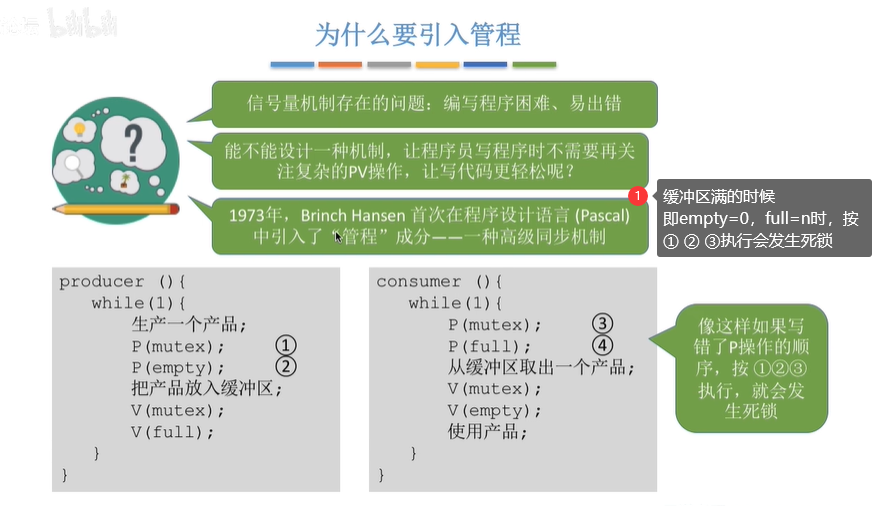 bilibili
为什么要引入管程
信号量机制存在的问题：编写程序困难、易出错
能不能设计一种机制，让程序员写程序时不需要再关
注复杂的PV操作，让写代码更轻松呢？
1973年，Brinch Hansen 首次在程序设计语言 (Pascal)
中引入了“管程”成分——一种高级同步机制
1
缓冲区满的时候
即empty=0，full=n时，按
① ② ③执行会发生死锁
producer (){
while(1){
生产一个产品;
P(mutex); ①
P(empty); ②
把产品放入缓冲区;
V(mutex);
V(full);
}
}
consumer (){
while(1){
P(mutex); ③
P(full); ④
从缓冲区取出一个产品;
V(mutex);
V(empty);
使用产品;
}
}
像这样如果写
错了P操作的顺
序，按 ①②③
执行，就会发
生死锁